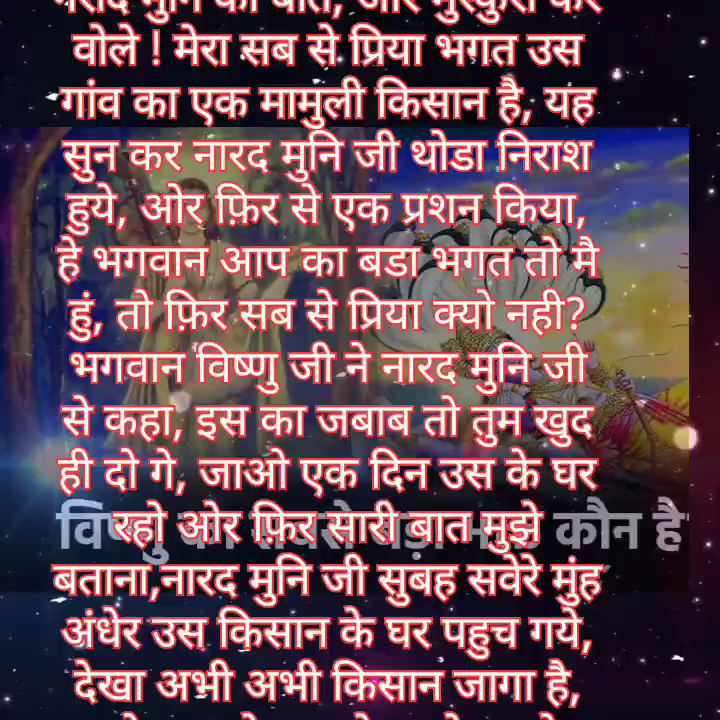 नारद मुनि की बात, और मुस्कुरा कर
वोले ! मेरा सब से प्रिया भगत उस
गांव का एक मामुली किसान है, यह
सुन कर नारद मुनि जी थोडा निराश
हुये, ओर फ़िर से एक प्रशन किया,
हे भगवान आप का बडा भगत तो मै
हुं, तो फ़िर सब से प्रिया क्यो नही?
भगवान विष्णु जी ने नारद मुनि जी
से कहा, इस का जबाब तो तुम खुद
ही दो गे, जाओ एक दिन उस के घर
रहो ओर फ़िर सारी बात मुझे
कौन है
बताना,नारद मुनि जी सुबह सवेरे मुंह
अंधेर उस किसान के घर पहुच गये,
देखा अभी अभी किसान जागा है,